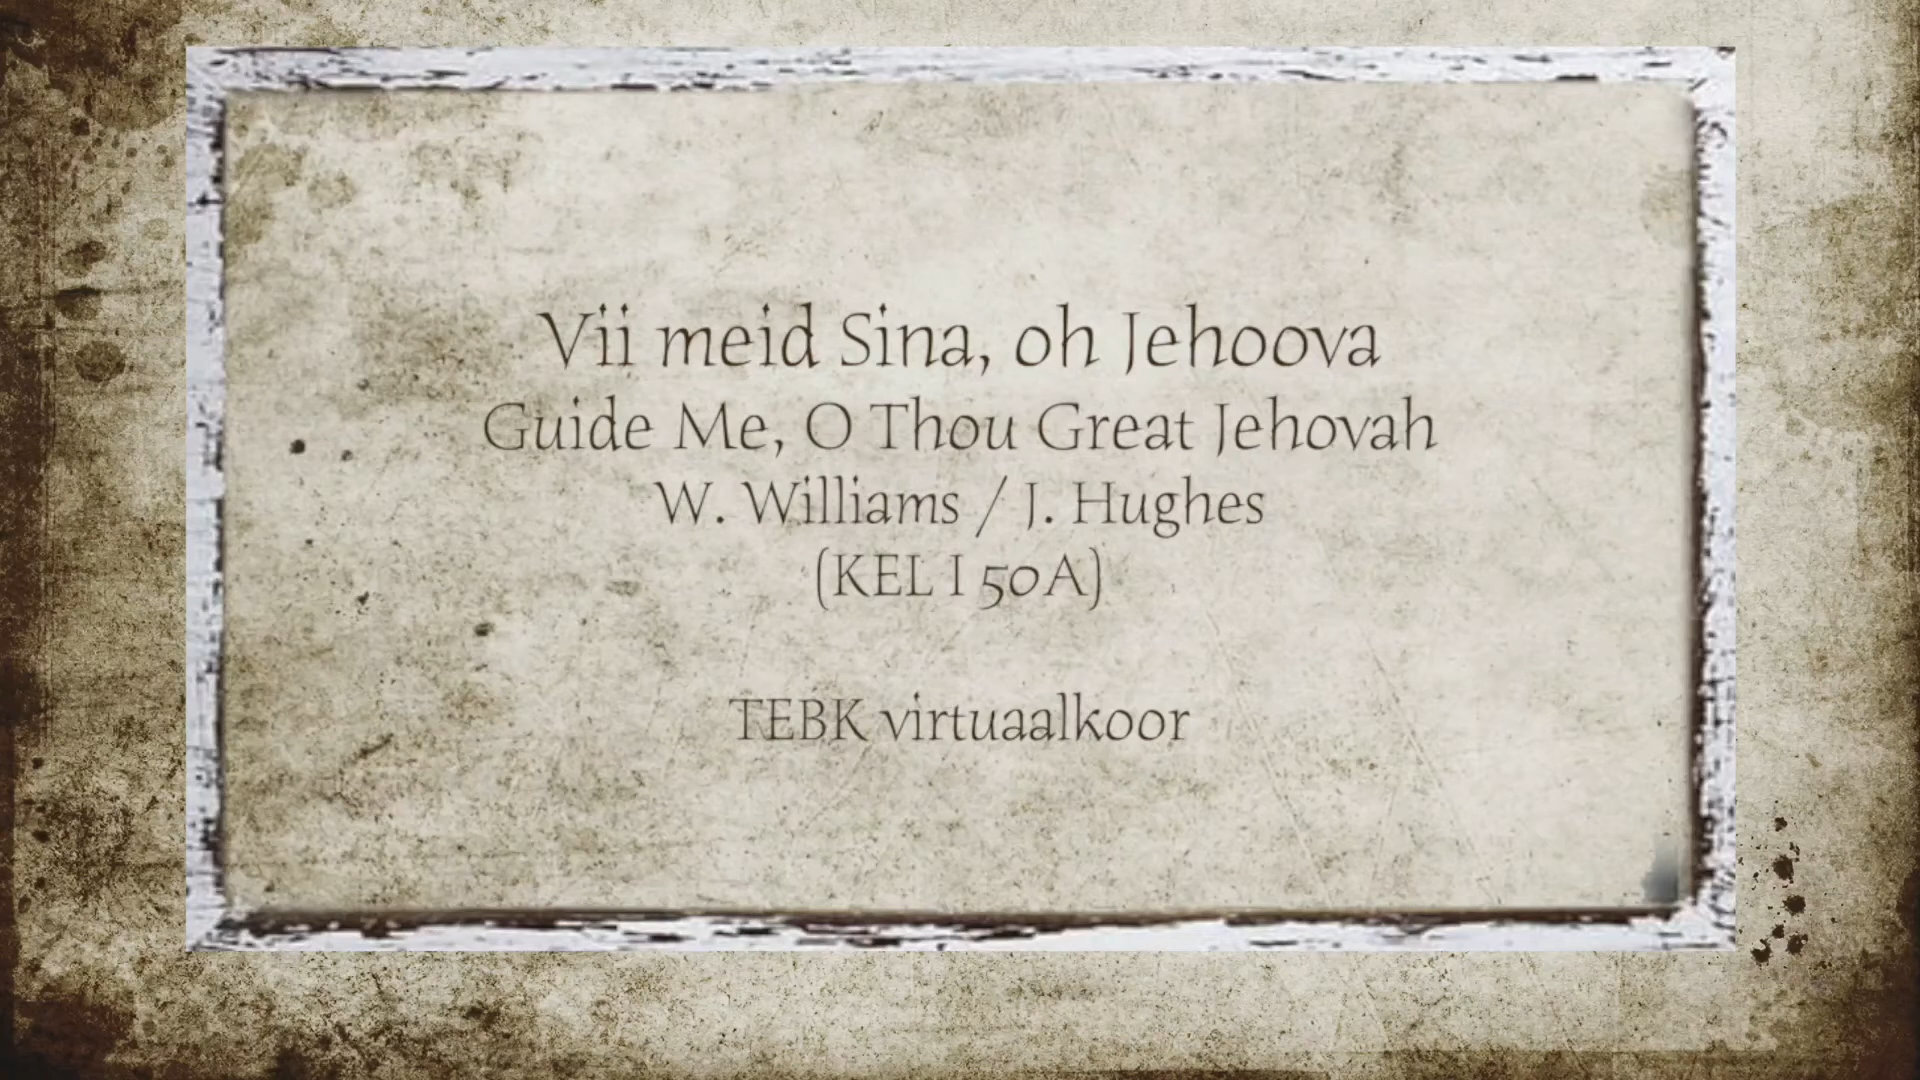 Vii meid Sina, oh Jehoova
Guide Me, O Thou Great Jehovah
W. Williams / J. Hughes
(KEL I 50A)
TEBK virtuaalkoor